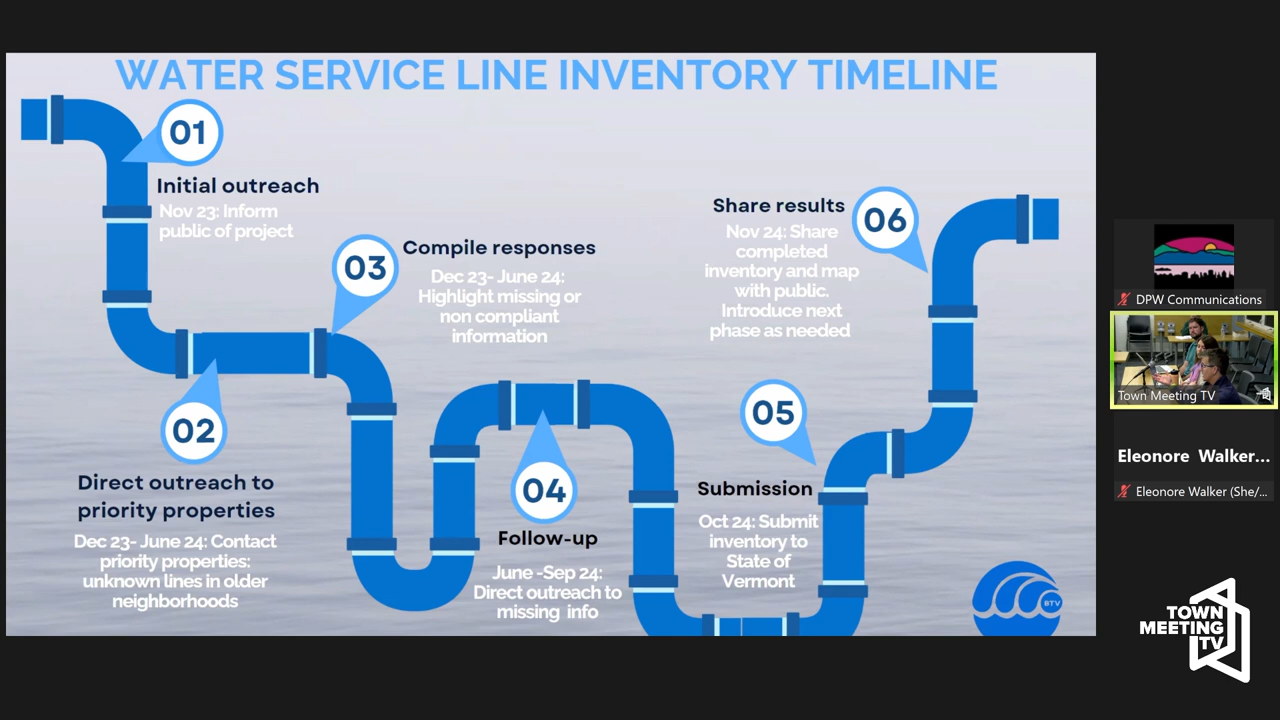 WATER SERVICE LINE INVENTORY TIMELINE
01
Initial outreach
Nov 23: Inform
public of project
02
Direct outreach to
priority properties
Dec 23- June 24: Contact
priority properties:
unknown lines in older
neighborhoods
03
Compile responses
Dec 23- June 24:
Highlight missing or
non compliant
information
04
Follow-up
June -Sep 24:
Direct outreach to
missing info
05
Submission
Oct 24: Submit
inventory to
State of
Vermont
06
Share results
Nov 24: Share
completed
inventory and map
with public.
Introduce next
phase as needed
BTV
DPW Communications
Town Meeting TV
Eleonore Walker...
Eleonore Walker (She/...
TOWN
MEETING
TV